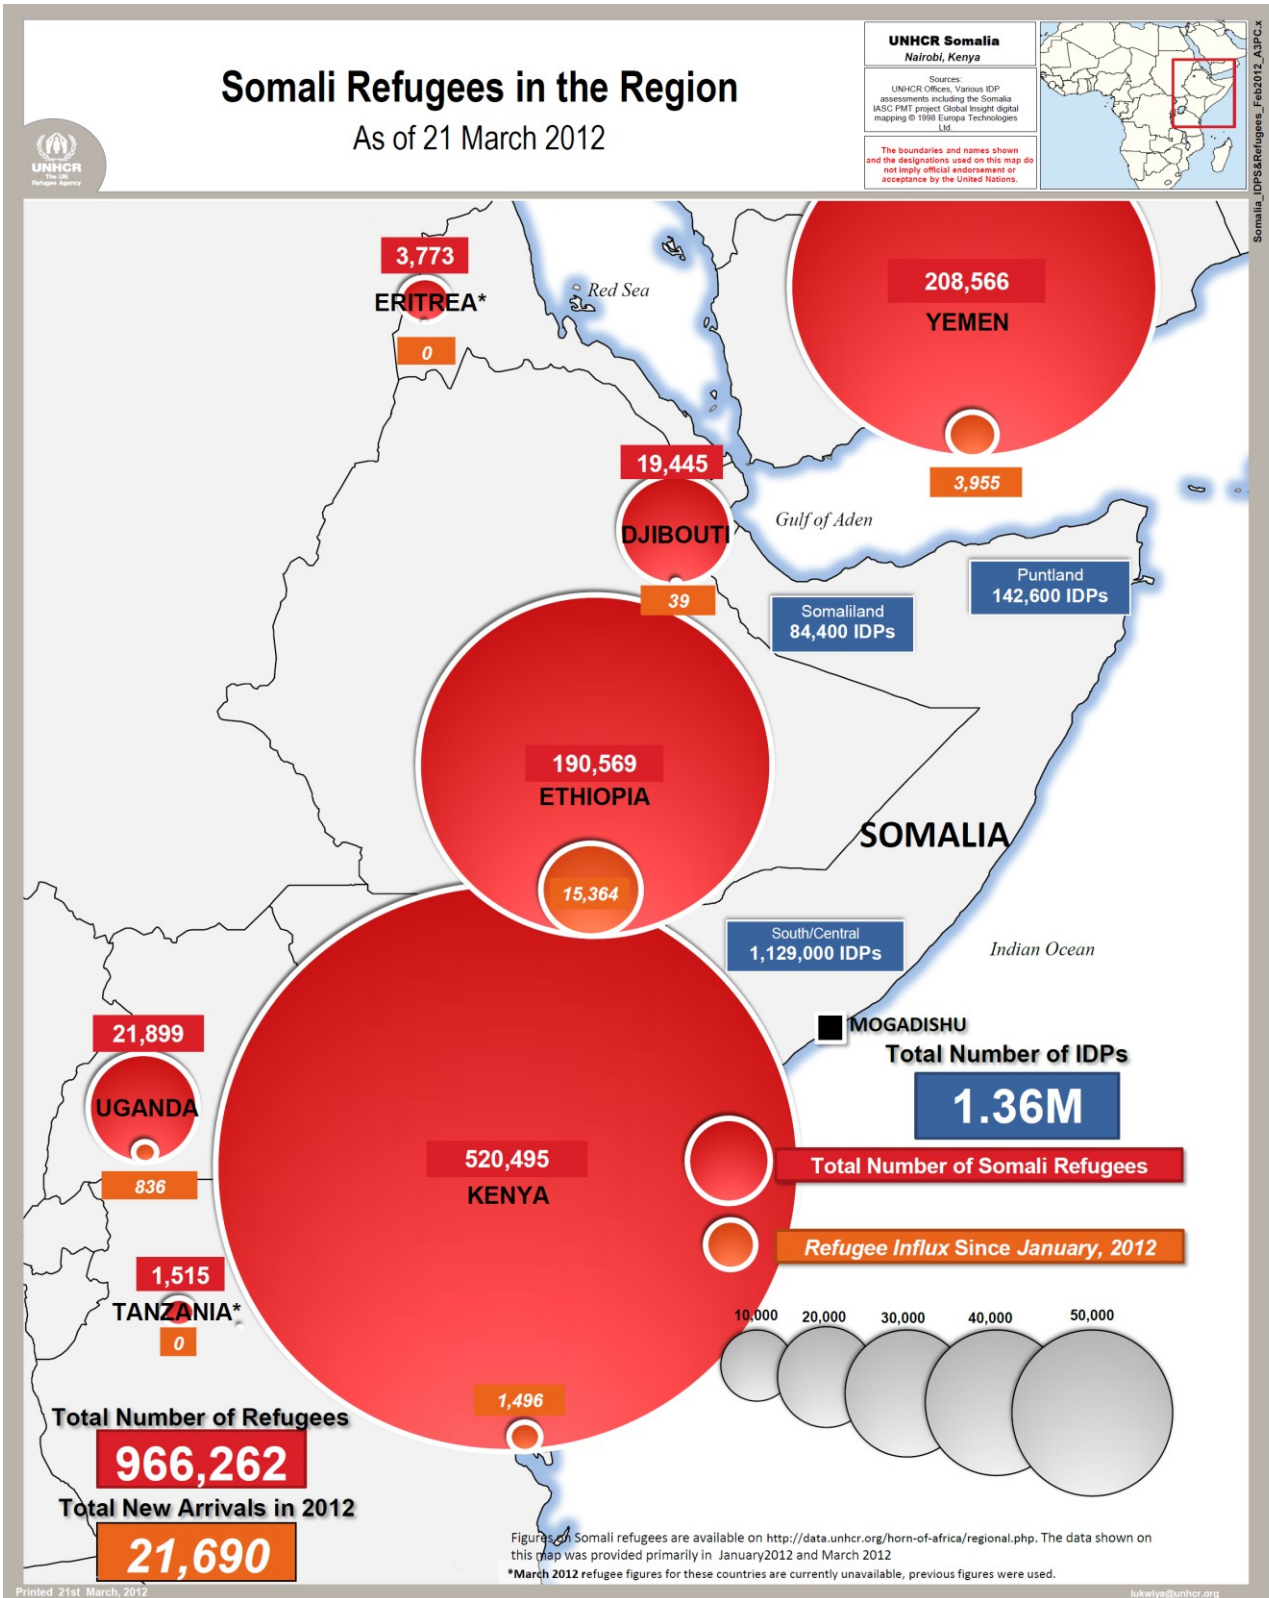 Somali Refugees in the Region
As of 21 March 2012
UNHCR
The UN
Refugee Agency
UNHCR Somalia
Nairobi, Kenya
Sources:
UNHCR Offices, Various IDP
assessments including the Somalia
IASC PMT project Global Insight digital
mapping © 1998 Europa Technologies
Ltd.
The boundaries and names shown
and the designations used on this map do
not imply official endorsement or
acceptance by the United Nations.
Somalia_IDPS&Refugees_Feb2012_A3PC.x
3,773
ERITREA*
0
Red Sea
208,566
YEMEN
3,955
19,445
DJIBOUTI
39
Gulf of Aden
Puntland
142,600 IDPs
Somaliland
84,400 IDPs
190,569
ETHIOPIA
15,364
SOMALIA
South/Central
1,129,000 IDPs
Indian Ocean
MOGADISHU
21,899
UGANDA
836
520,495
KENYA
1,496
1,515
TANZANIA*
0
Total Number of IDPs
1.36M
Total Number of Somali Refugees
Refugee Influx Since January, 2012
10,000
20,000
30,000
40,000
50,000
Total Number of Refugees
966,262
Total New Arrivals in 2012
21,690
Figures on Somali refugees are available on http://data.unhcr.org/horn-of-africa/regional.php. The data shown on
this map was provided primarily in January2012 and March 2012
*March 2012 refugee figures for these countries are currently unavailable, previous figures were used.
Printed 21st March, 2012
lukwiya@unhcr.org